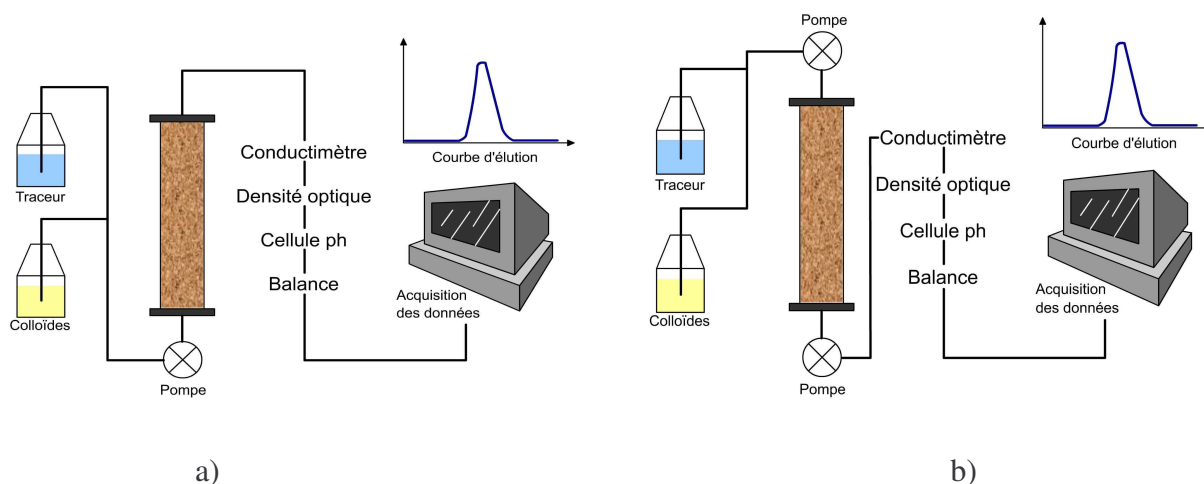 Traceur
Colloïdes
Pompe
Conductimètre
Densité optique
Cellule ph
Balance
Courbe d'élution
Acquisition
des données
a)
Pompe
Traceur
Colloïdes
Pompe
Conductimètre
Densité optique
Cellule ph
Balance
Courbe d'élution
Acquisition
des données
b)